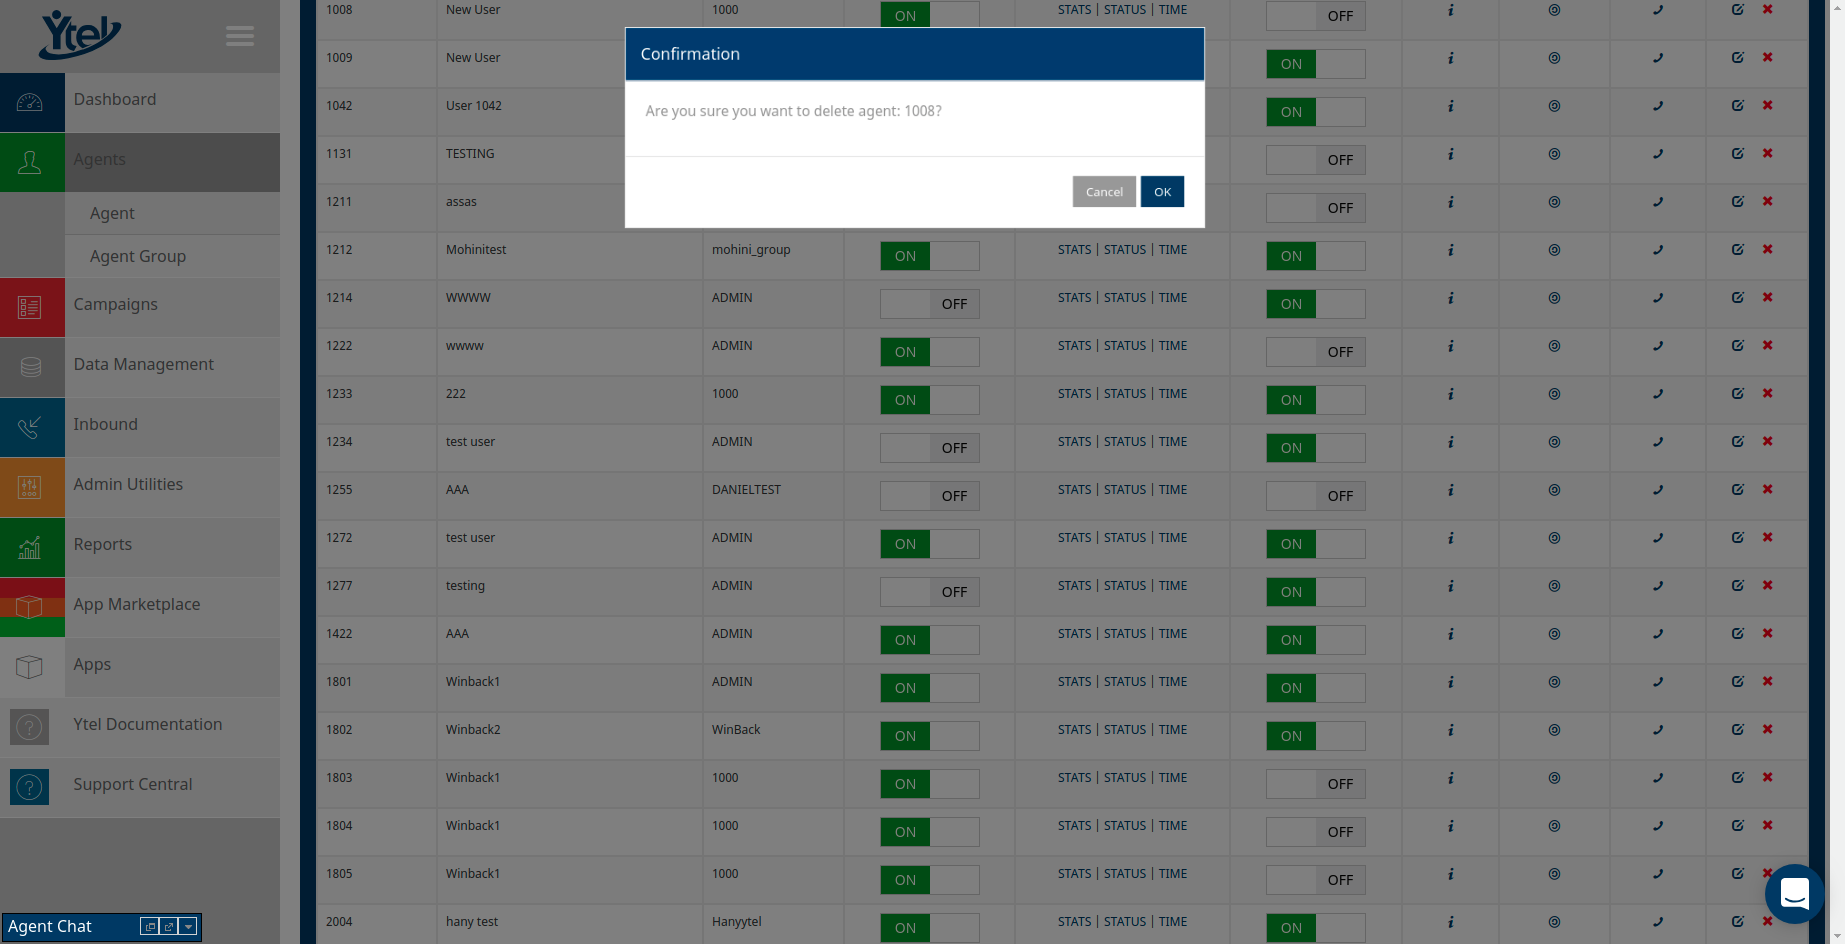 Ytel
Dashboard
Agents
Agent
Agent Group
Campaigns
Data Management
Inbound
Admin Utilities
Reports
App Marketplace
Apps
Ytel Documentation
Support Central
Agent Chat
Confirmation
Are you sure you want to delete agent: 1008?
Cancel OK
1008 New User 1000 ON STATS | STATUS | TIME OFF
1009 New User ON
1042 User 1042 ON
1131 TESTING OFF
1211 assas OFF
1212 Mohinitest mohini_group ON STATS | STATUS | TIME ON
1214 WWWW ADMIN OFF STATS | STATUS | TIME ON
1222 wwww ADMIN ON STATS | STATUS | TIME OFF
1233 222 1000 ON STATS | STATUS | TIME ON
1234 test user ADMIN OFF STATS | STATUS | TIME ON
1255 AAA DANIELTEST OFF STATS | STATUS | TIME OFF
1272 test user ADMIN ON STATS | STATUS | TIME ON
1277 testing ADMIN OFF STATS | STATUS | TIME ON
1422 AAA ADMIN ON STATS | STATUS | TIME ON
1801 Winback1 ADMIN ON STATS | STATUS | TIME ON
1802 Winback2 WinBack ON STATS | STATUS | TIME ON
1803 Winback1 1000 ON STATS | STATUS | TIME OFF
1804 Winback1 1000 ON STATS | STATUS | TIME OFF
1805 Winback1 1000 ON STATS | STATUS | TIME OFF
2004 hany test Hanyytel ON STATS | STATUS | TIME ON